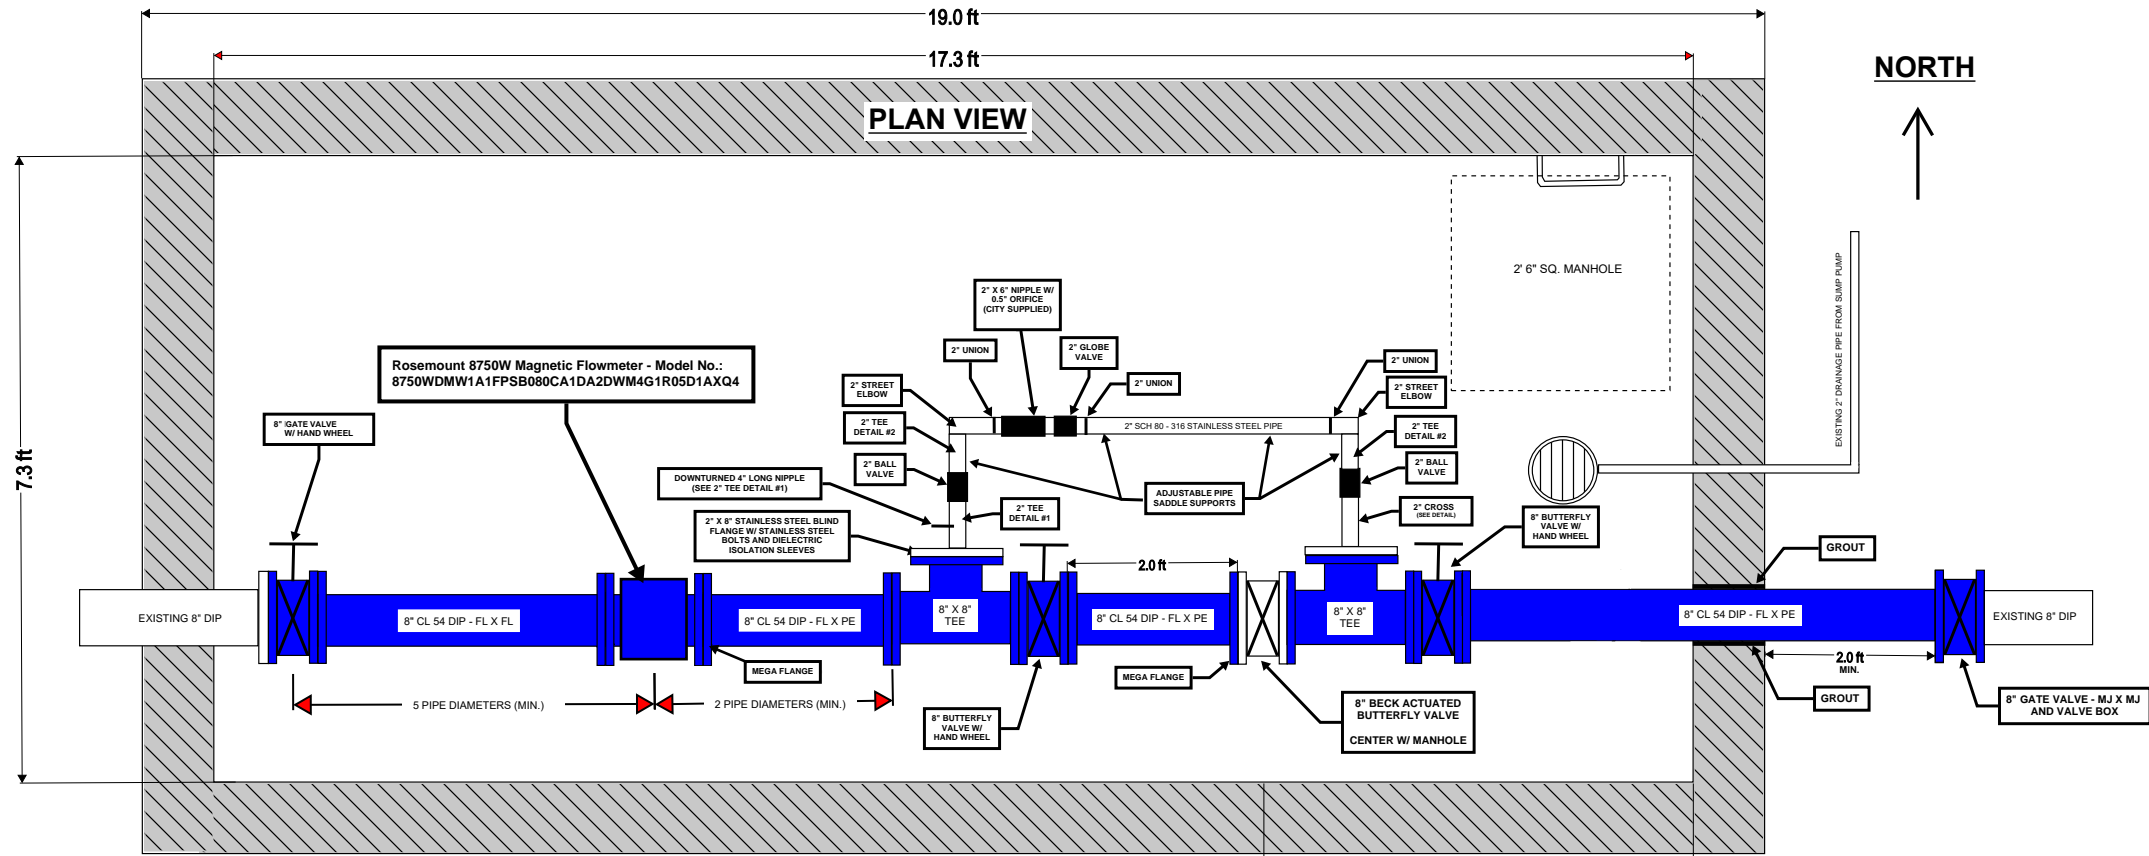 19.0 ft
17.3 ft
NORTH
PLAN VIEW
7.3 ft
2' 6" SQ. MANHOLE
EXISTING 2" DRAINAGE PIPE FROM SUMP PUMP
2" X 6" NIPPLE W/
0.5" ORIFICE
(CITY SUPPLIED)
2" UNION
2" GLOBE
VALVE
2" UNION
2" UNION
Rosemount 8750W Magnetic Flowmeter - Model No.:
8750WDMW1A1FPSB080CA1DA2DWM4G1R05D1AXQ4
2" STREET
ELBOW
2" STREET
ELBOW
8" GATE VALVE
W/ HAND WHEEL
2" TEE
DETAIL #2
2" SCH 80 - 316 STAINLESS STEEL PIPE
2" TEE
DETAIL #2
2" BALL
VALVE
2" BALL
VALVE
DOWNTURNED 4" LONG NIPPLE
(SEE 2" TEE DETAIL #1)
ADJUSTABLE PIPE
SADDLE SUPPORTS
2" TEE
DETAIL #1
2" CROSS
(SEE DETAIL)
2" X 8" STAINLESS STEEL BLIND
FLANGE W/ STAINLESS STEEL
BOLTS AND DIELECTRIC
ISOLATION SLEEVES
8" BUTTERFLY
VALVE W/
HAND WHEEL
GROUT
2.0 ft
EXISTING 8" DIP
8" CL 54 DIP - FL X FL
8" CL 54 DIP - FL X PE
8" X 8"
TEE
8" CL 54 DIP - FL X PE
8" X 8"
TEE
8" CL 54 DIP - FL X PE
EXISTING 8" DIP
2.0 ft
MIN.
MEGA FLANGE
MEGA FLANGE
5 PIPE DIAMETERS (MIN.)
2 PIPE DIAMETERS (MIN.)
8" BUTTERFLY
VALVE W/
HAND WHEEL
8" BECK ACTUATED
BUTTERFLY VALVE
CENTER W/ MANHOLE
GROUT
8" GATE VALVE - MJ X MJ
AND VALVE BOX